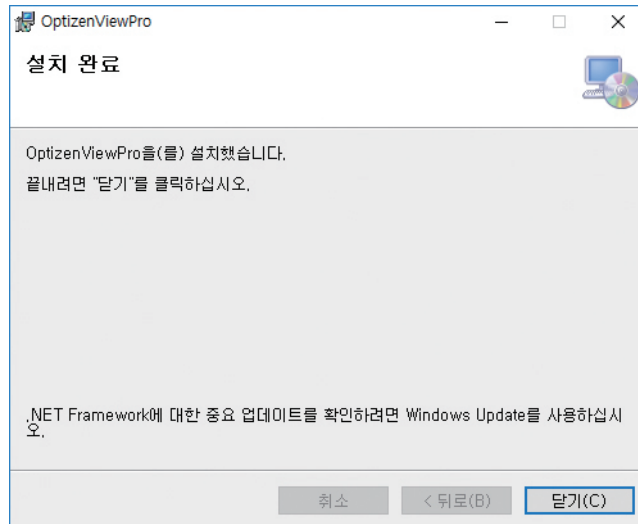 OptizenViewPro
설치 완료
OptizenViewPro을(를) 설치했습니다.
끝내려면 "닫기"를 클릭하십시오.
.NET Framework에 대한 중요 업데이트를 확인하려면 Windows Update를 사용하십시
오.
취소 < 뒤로(B) 닫기(C)